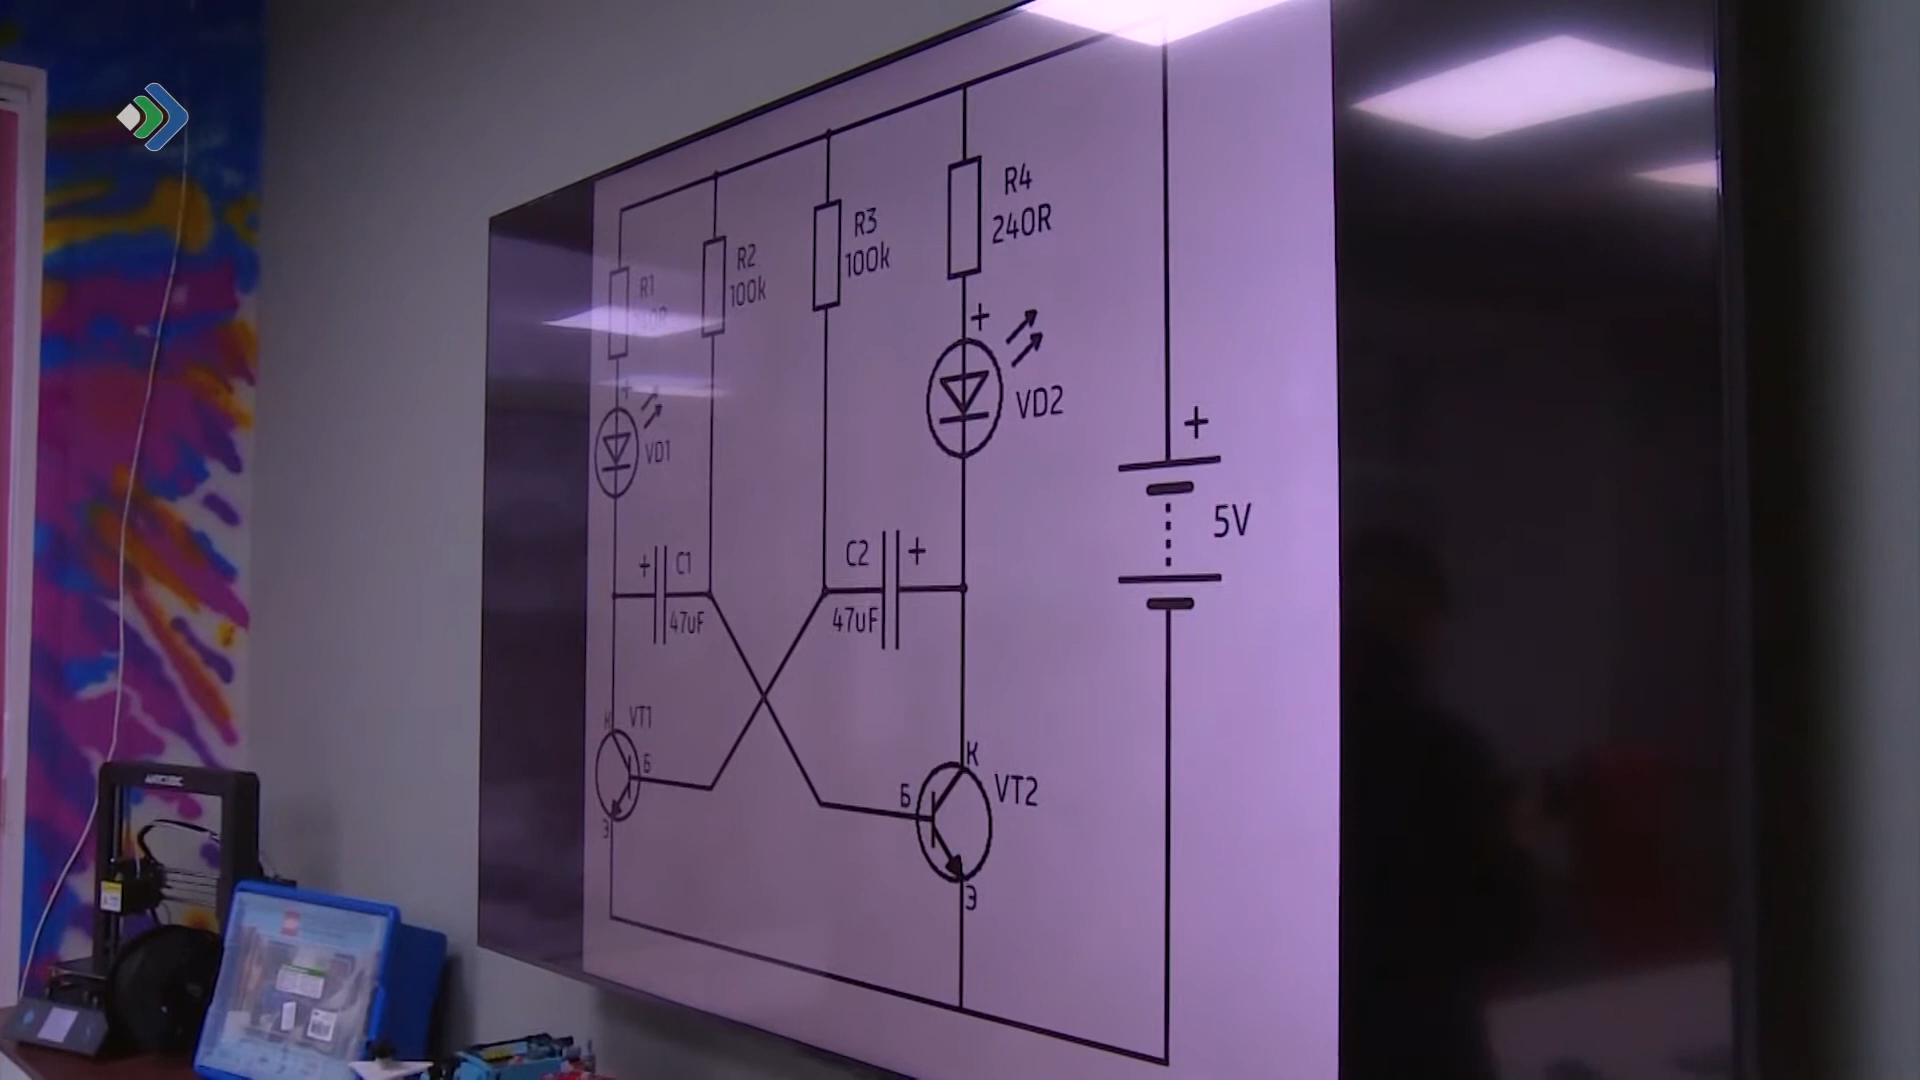 R1
R2
100k
R3
100k
R4
240R
+
VD1
+
VD2
+
5V
+
C1
47uF
C2
+
47uF
К
VT1
Б
Э
К
VT2
Б
Э